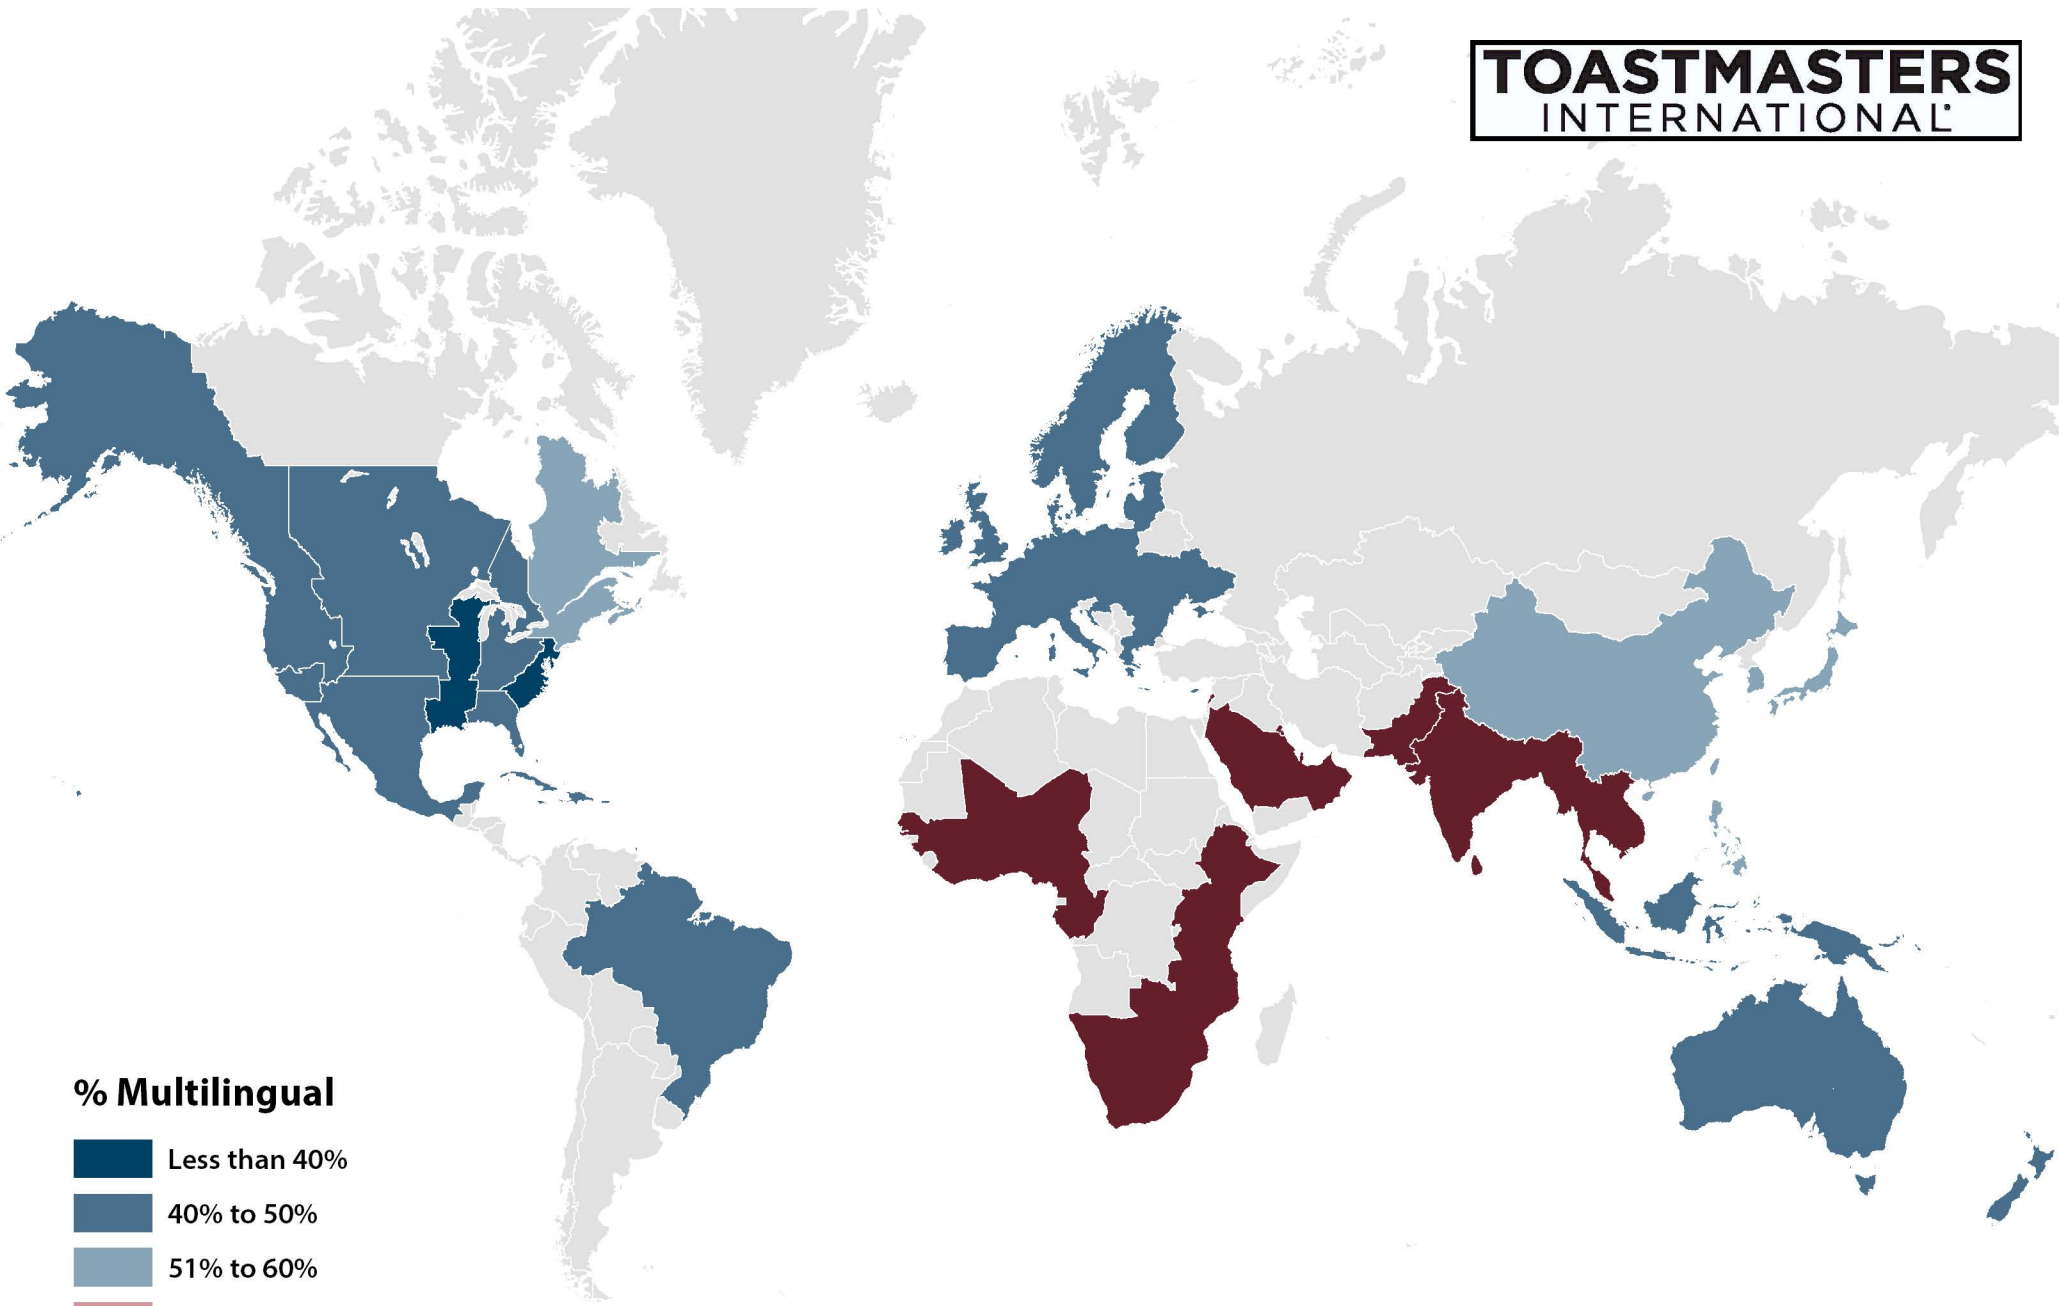 TOASTMASTERS
INTERNATIONAL®
% Multilingual
Less than 40%
40% to 50%
51% to 60%